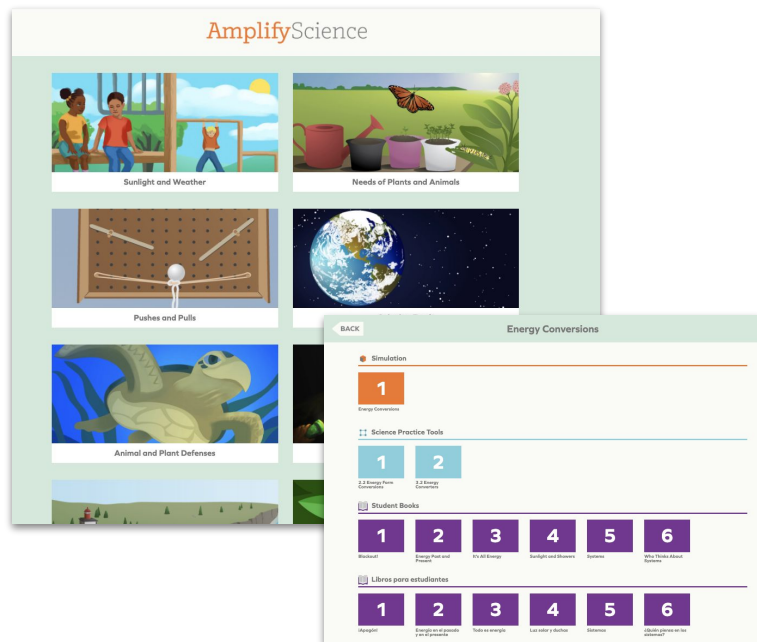 AmplifyScience
Sunlight and Weather
Needs of Plants and Animals
Pushes and Pulls
Animal and Plant Defenses
BACK
Energy Conversions
Simulation
1
Energy Conversions
Science Practice Tools
1 2
2.2 Energy Form Conversions
3.2 Energy Converters
Student Books
1 2 3 4 5 6
Blackout!
Energy Past and Present
It's All Energy
Sunlight and Showers
Systems
Who Thinks About Systems
Libros para estudiantes
1 2 3 4 5 6
¡Apagón!
Energía en el pasado y en el presente
Todo es energía
Luz solar y duchas
Sistemas
¿Quién piensa en los sistemas?